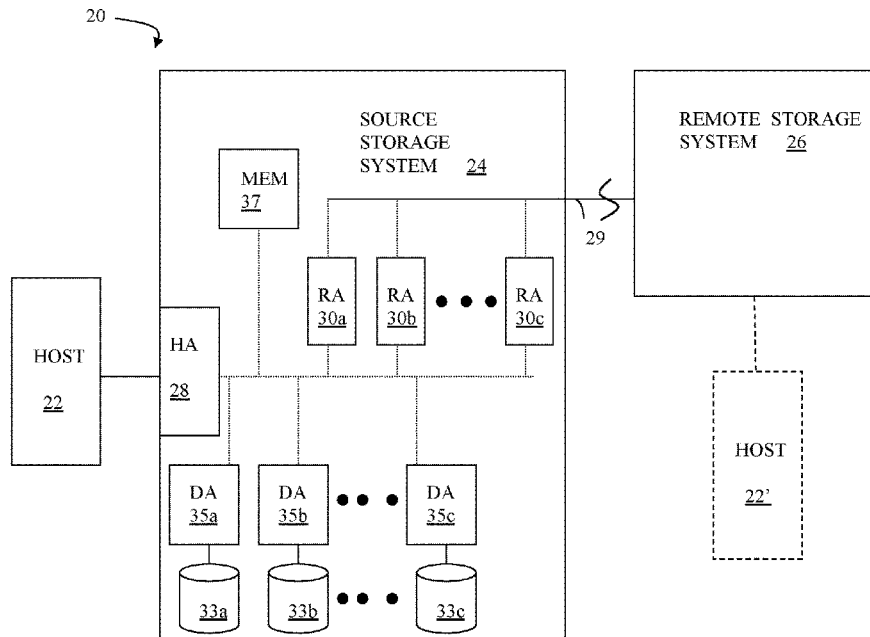 20
SOURCE
STORAGE
SYSTEM 24
REMOTE STORAGE
SYSTEM 26
MEM
37
29
RA
30a
RA
30b
RA
30c
HOST
22
HA
28
HOST
22’
DA
35a
DA
35b
DA
35c
33a
33b
33c